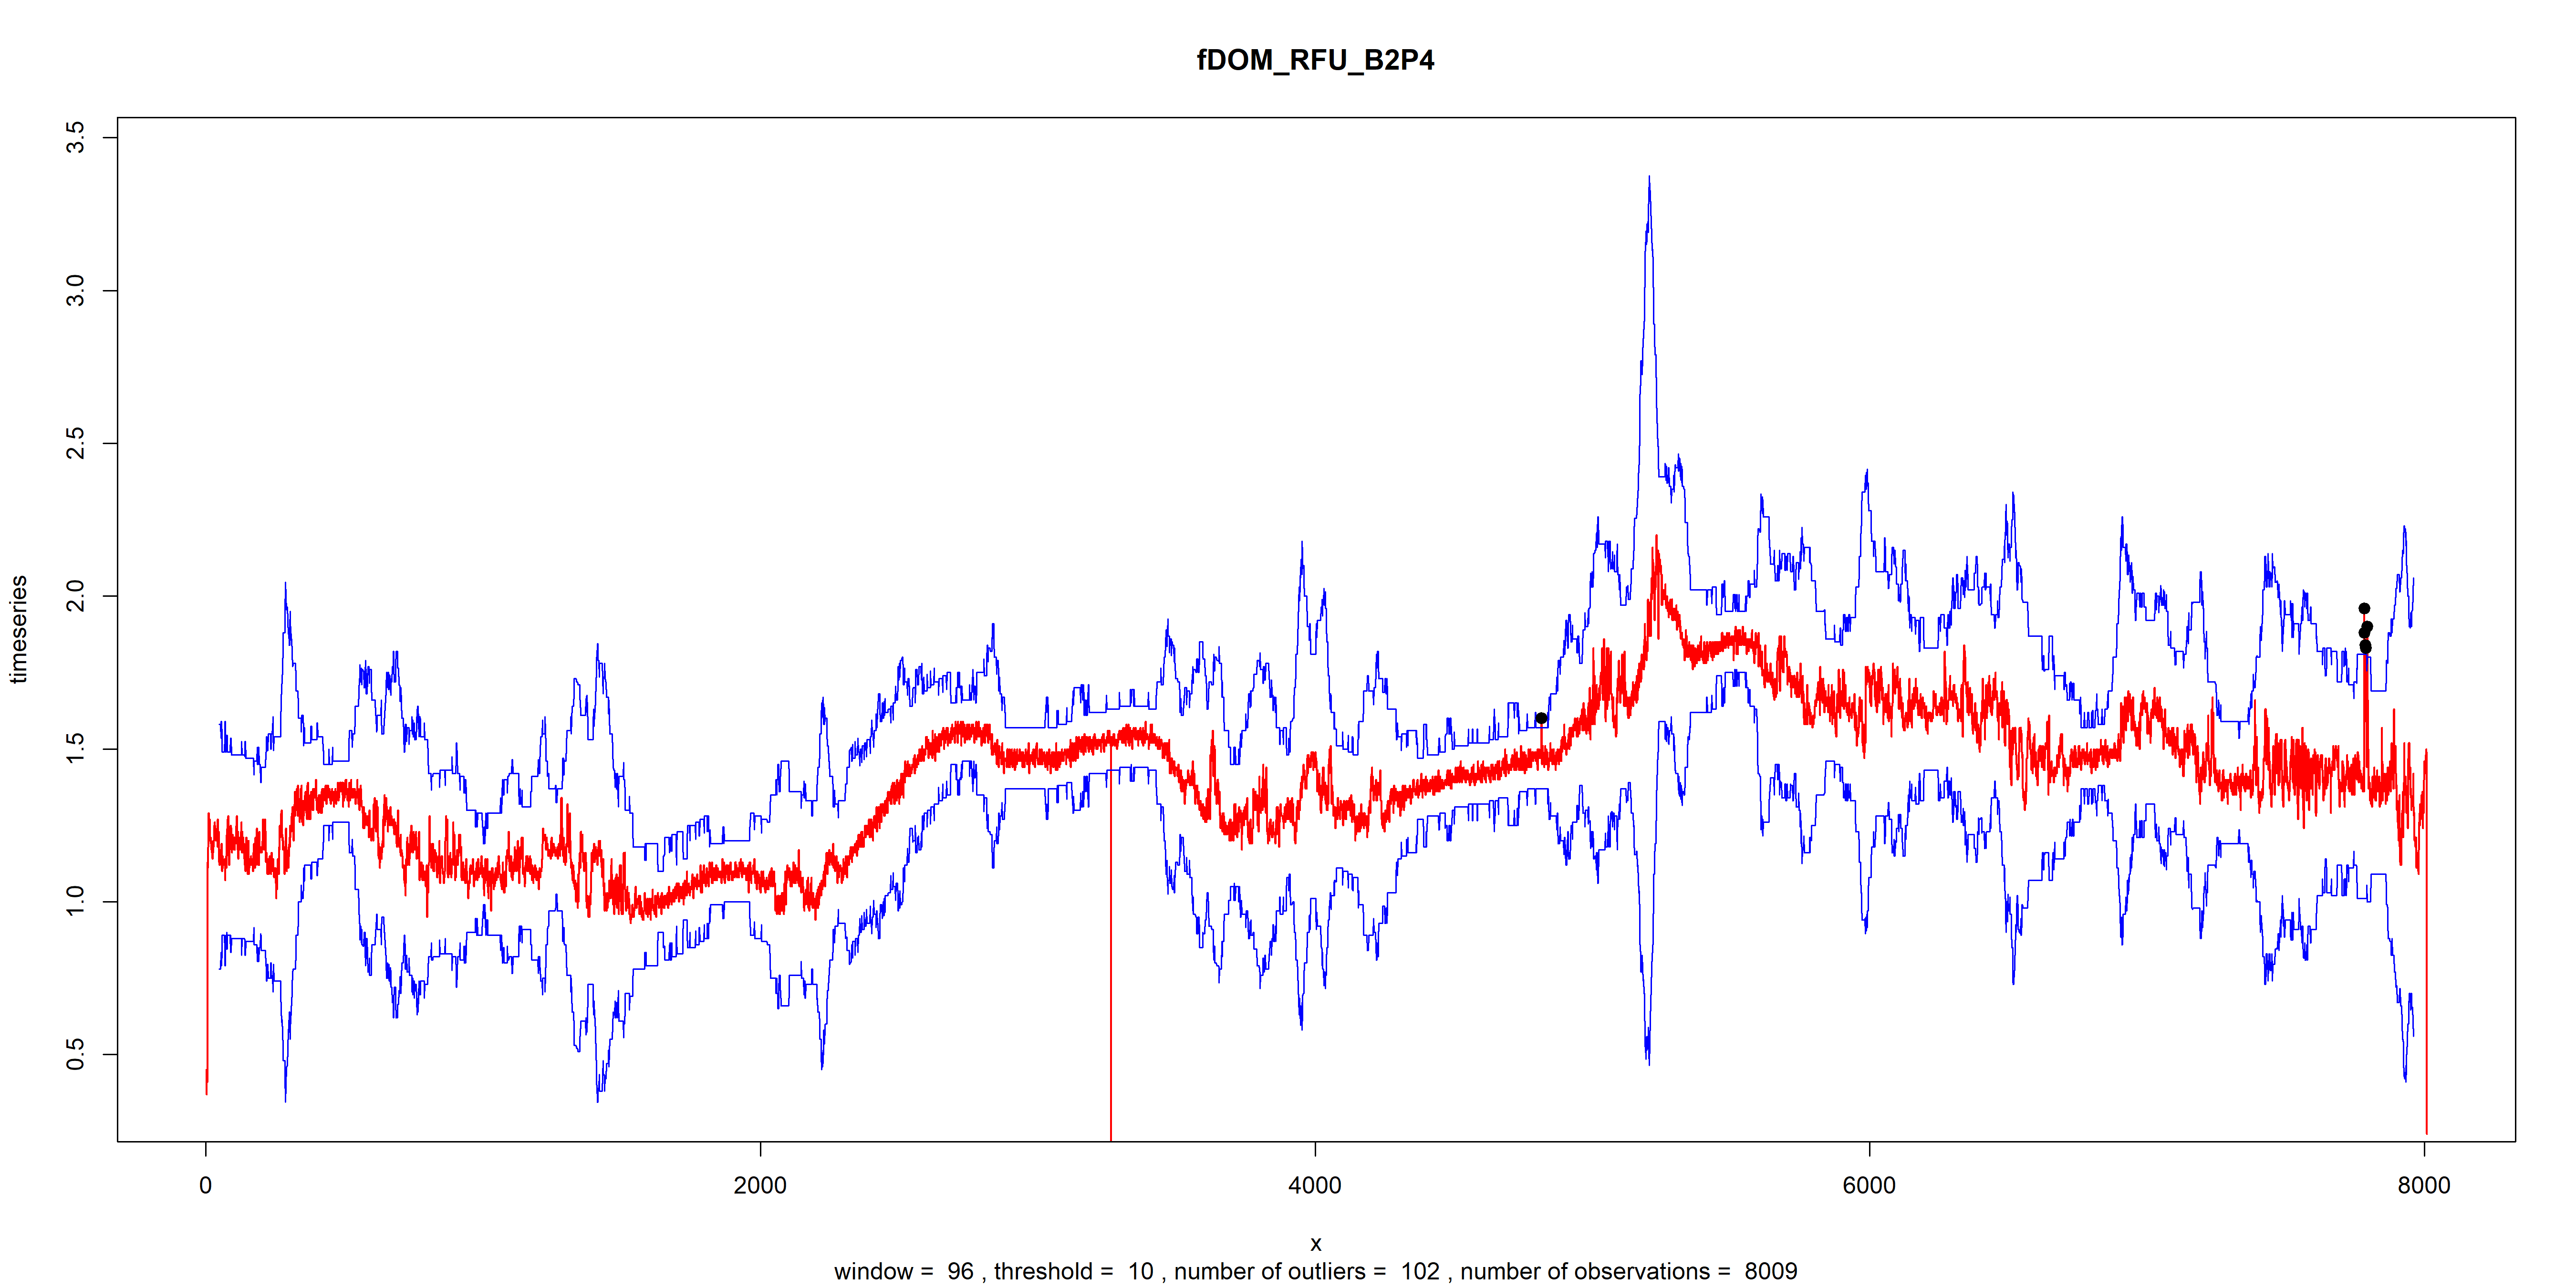 fDOM_RFU_B2P4
3.5
3.0
2.5
2.0
1.5
1.0
0.5
timeseries
0 2000 4000 6000 8000
x
window =  96 , threshold =  10 , number of outliers =  102 , number of observations =  8009